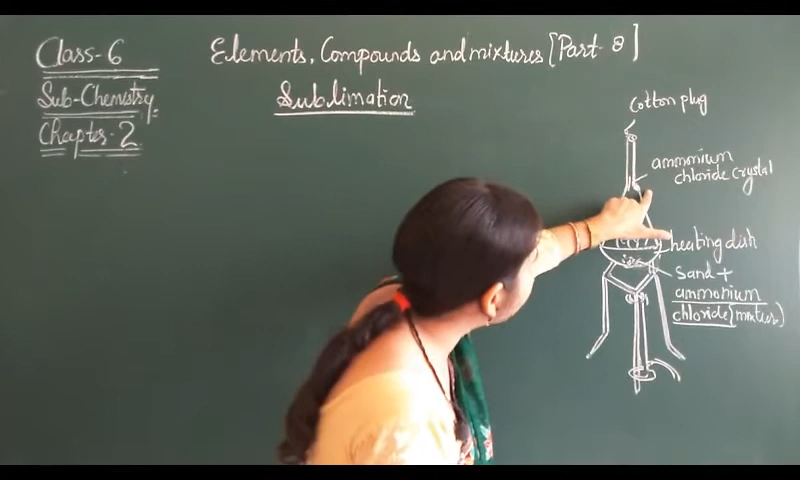 Class-6
Elements, Compounds and mixtures [Part-8]
Sub-Chemistry
Sublimation
Chapter-2
Cotton plug
ammonium
chloride crystal
heating dish
Sand +
ammonium
chloride (mixture)